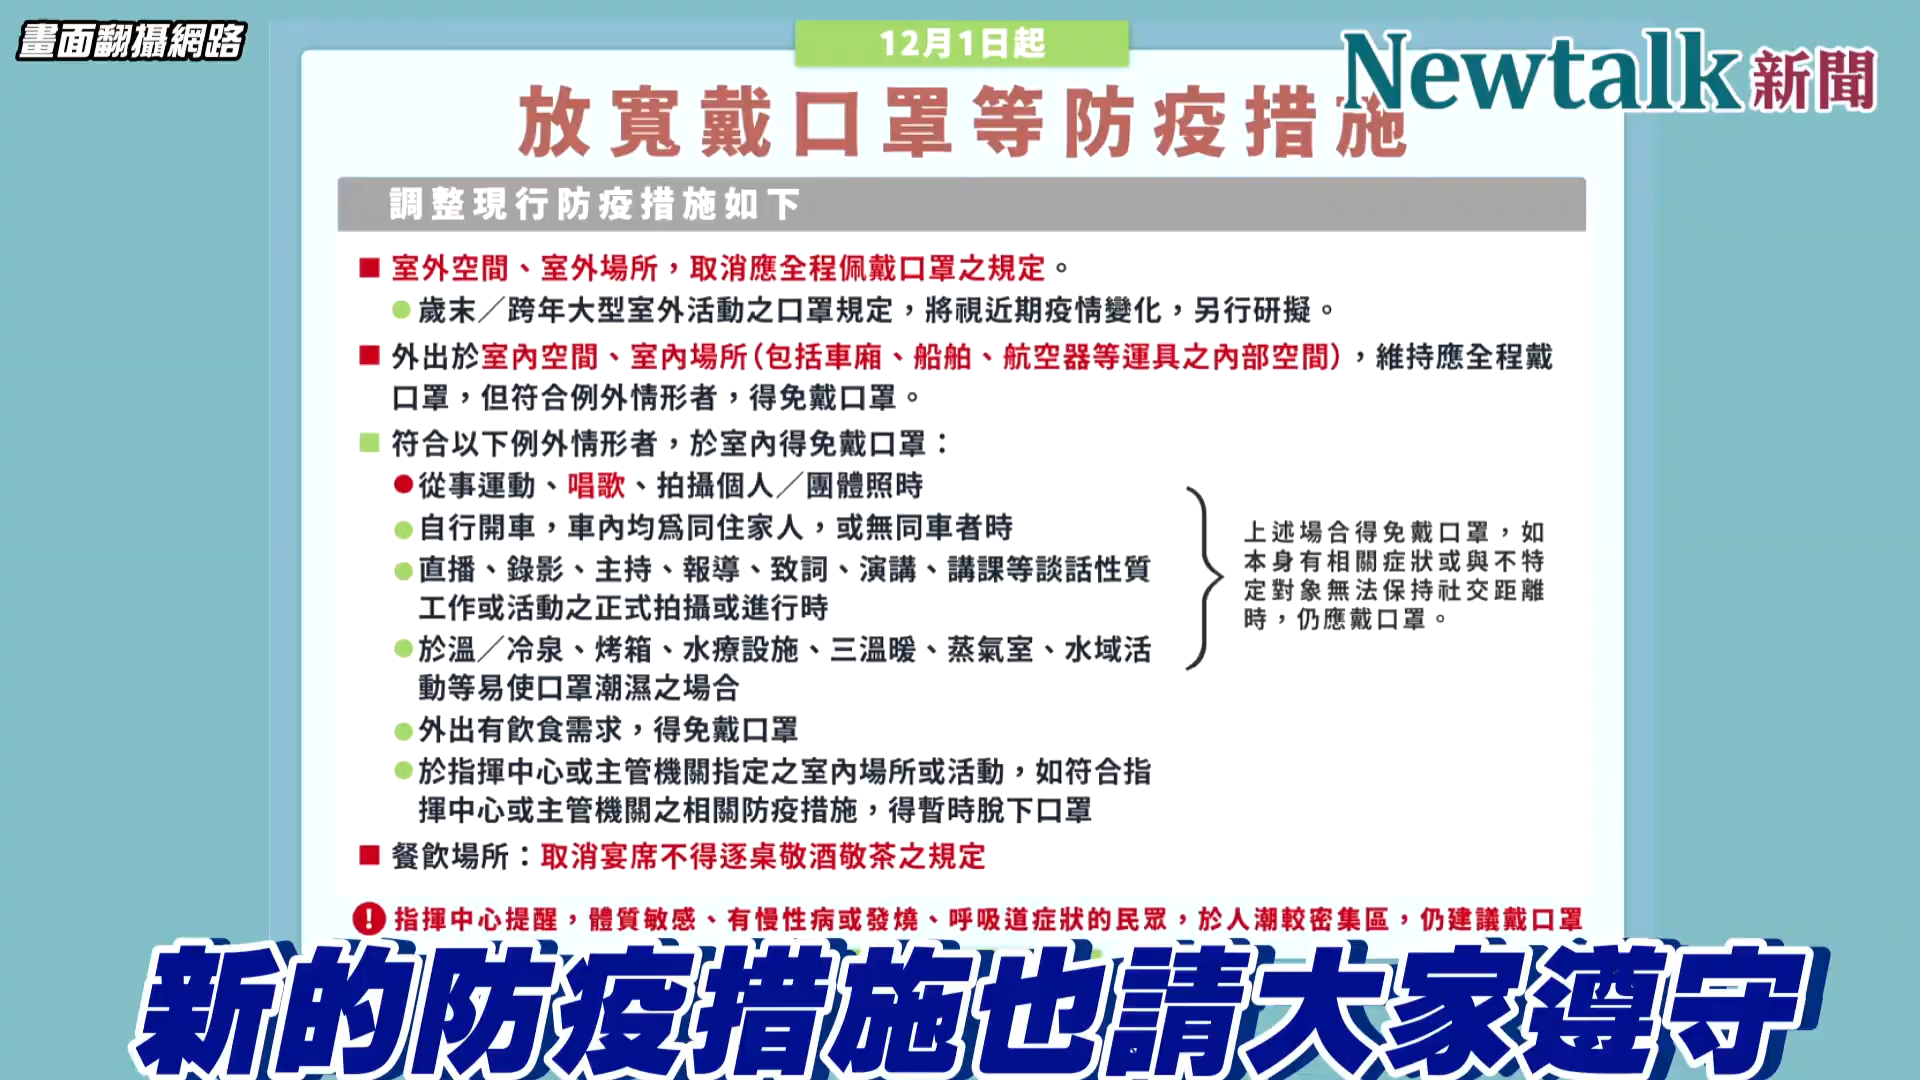 畫面翻攝網路
12月1日起
Newtalk新聞
放寬戴口罩等防疫措施
調整現行防疫措施如下
室外空間、室外場所，取消應全程佩戴口罩之規定。
歲末／跨年大型室外活動之口罩規定，將視近期疫情變化，另行研擬。
外出於室內空間、室內場所(包括車廂、船舶、航空器等運具之內部空間)，維持應全程戴
口罩，但符合例外情形者，得免戴口罩。
符合以下例外情形者，於室內得免戴口罩：
從事運動、唱歌、拍攝個人／團體照時
自行開車，車內均為同住家人，或無同車者時
直播、錄影、主持、報導、致詞、演講、講課等談話性質
工作或活動之正式拍攝或進行時
於溫／冷泉、烤箱、水療設施、三溫暖、蒸氣室、水域活
動等易使口罩潮濕之場合
上述場合得免戴口罩，如
本身有相關症狀或與不特
定對象無法保持社交距離
時，仍應戴口罩。
外出有飲食需求，得免戴口罩
於指揮中心或主管機關指定之室內場所或活動，如符合指
揮中心或主管機關之相關防疫措施，得暫時脫下口罩
餐飲場所：取消宴席不得逐桌敬酒敬茶之規定
指揮中心提醒，體質敏感、有慢性病或發燒、呼吸道症狀的民眾，於人潮較密集區，仍建議戴口罩
新的防疫措施也請大家遵守